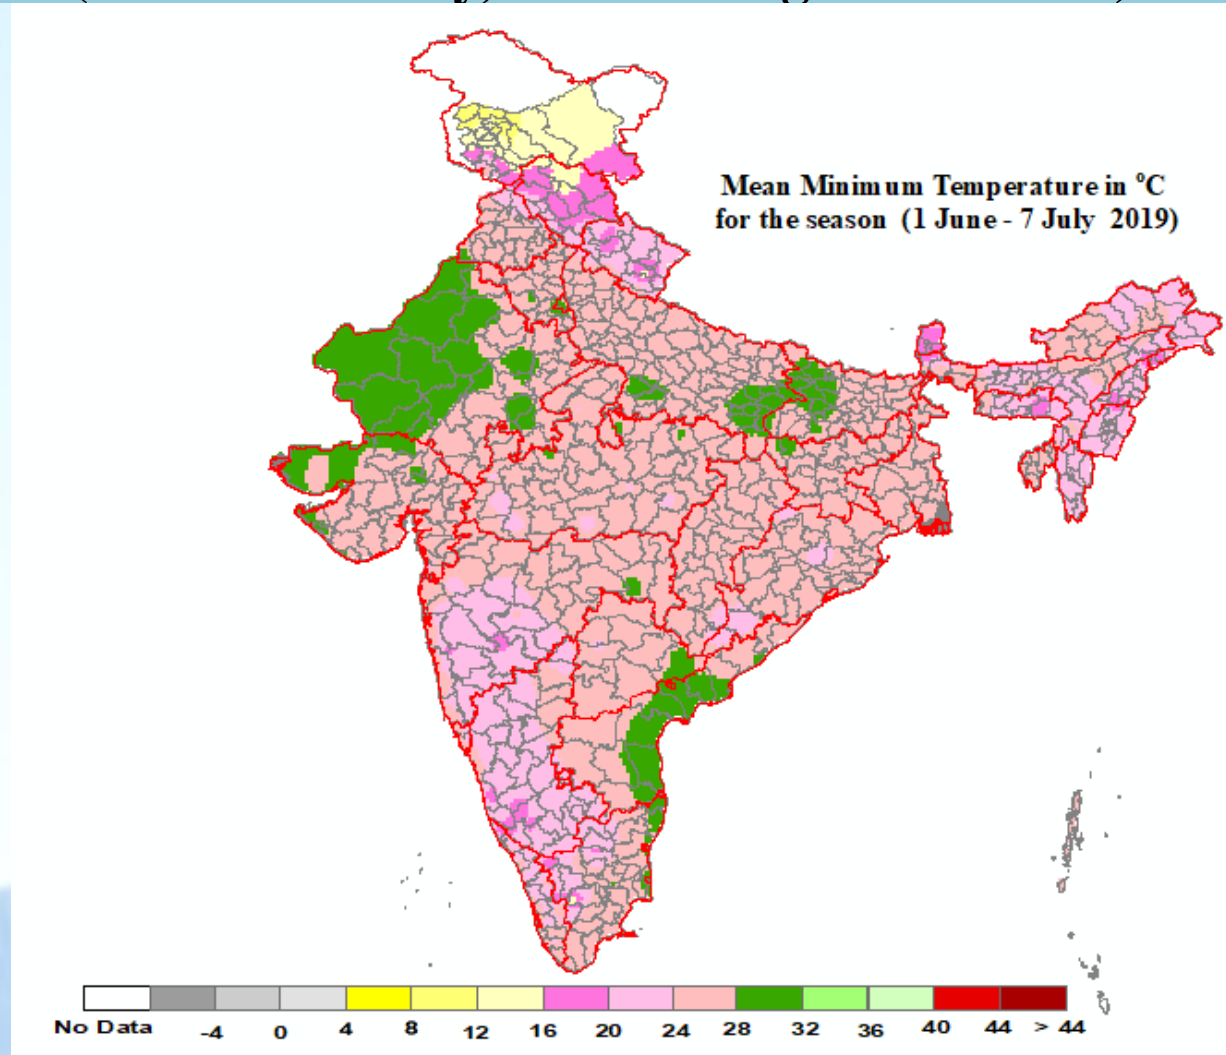 Mean Minimum Temperature in °C
for the season (1 June - 7 July 2019)
No Data -4 0 4 8 12 16 20 24 28 32 36 40 44 > 44